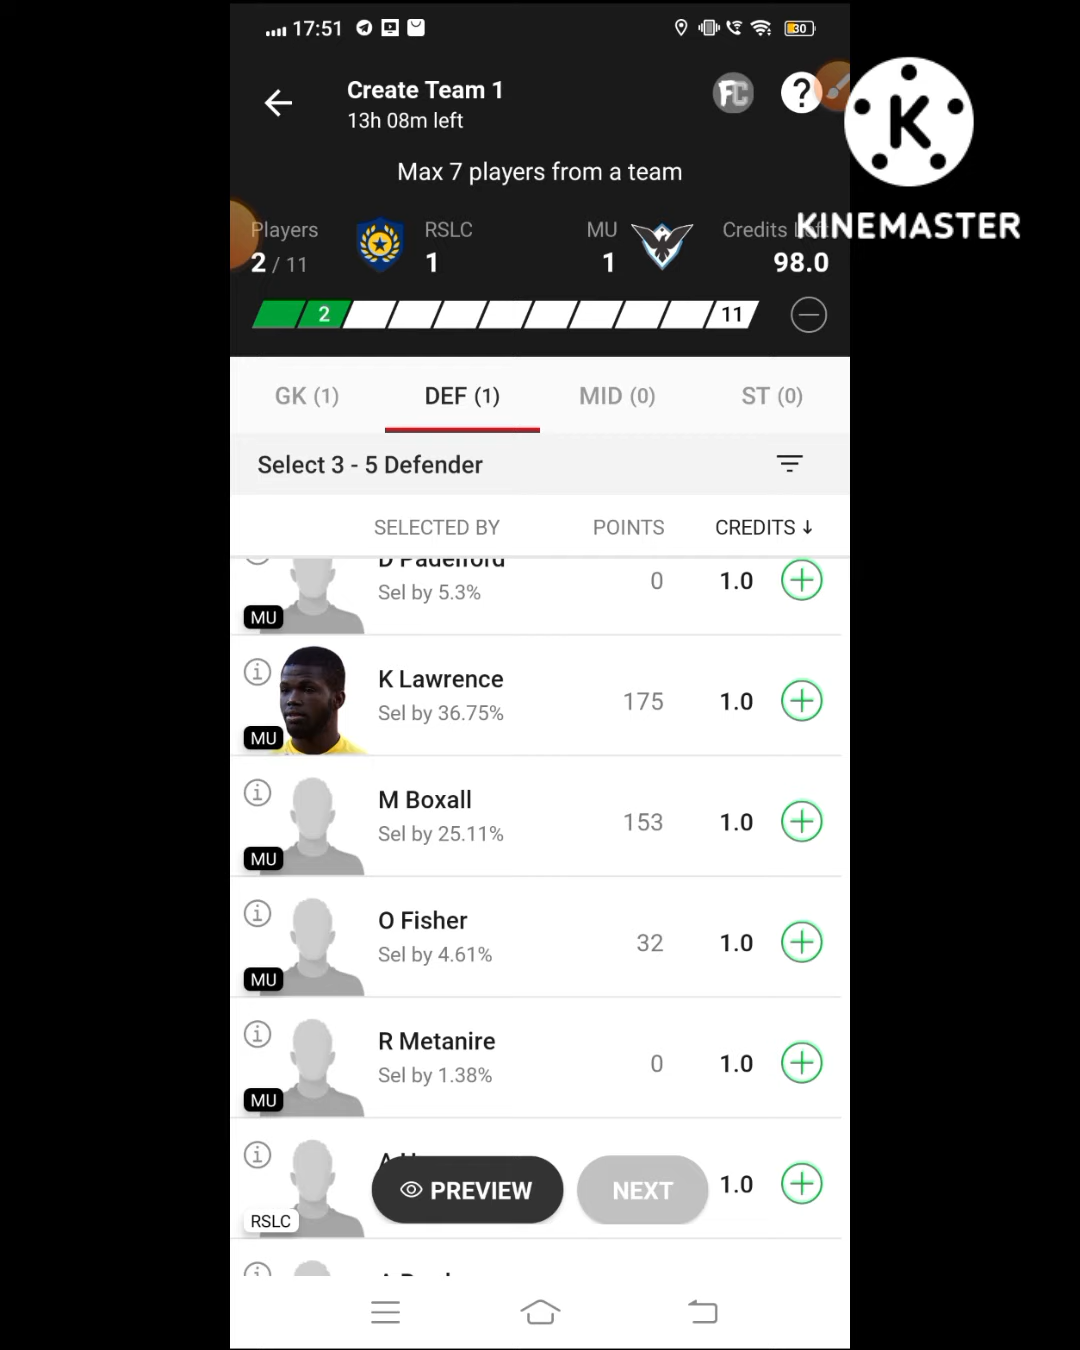 17:51
30
Create Team 1
13h 08m left
FC
?
K
KINEMASTER
Max 7 players from a team
Players
RSLC
MU
Credits
2 / 11
1
1
98.0
2
11
GK (1)
DEF (1)
MID (0)
ST (0)
Select 3 - 5 Defender
SELECTED BY
POINTS
CREDITS ↓
D Padelford
Sel by 5.3%
0
1.0
MU
K Lawrence
Sel by 36.75%
175
1.0
MU
M Boxall
Sel by 25.11%
153
1.0
MU
O Fisher
Sel by 4.61%
32
1.0
MU
R Metanire
Sel by 1.38%
0
1.0
MU
PREVIEW
NEXT
1.0
RSLC